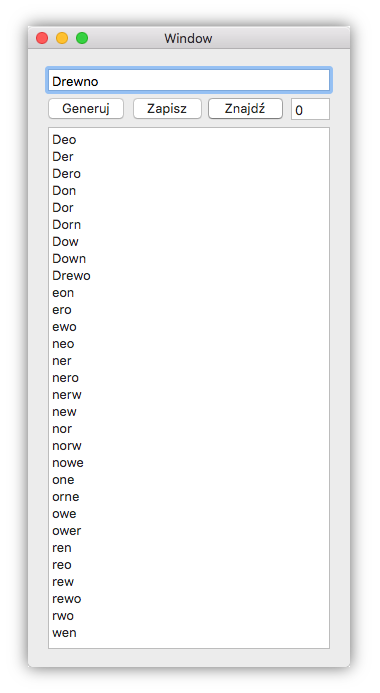 Window
Drewno
Generuj Zapisz Znajdź 0
Deo
Der
Dero
Don
Dor
Dorn
Dow
Down
Drewo
eon
ero
ewo
neo
ner
nero
nerw
new
nor
norw
nowe
one
orne
owe
ower
ren
reo
rew
rewo
rwo
wen